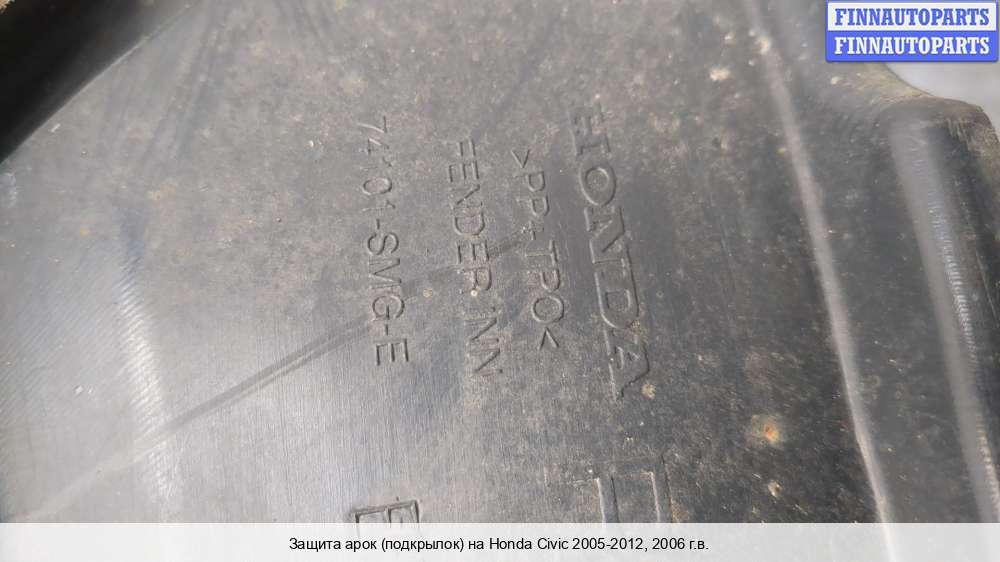 FINNAUTOPARTS
FINNAUTOPARTS
HONDA
>PP+TPO<
FENDER INN
74101-SMG-E
Защита арок (подкрылок) на Honda Civic 2005-2012, 2006 г.в.